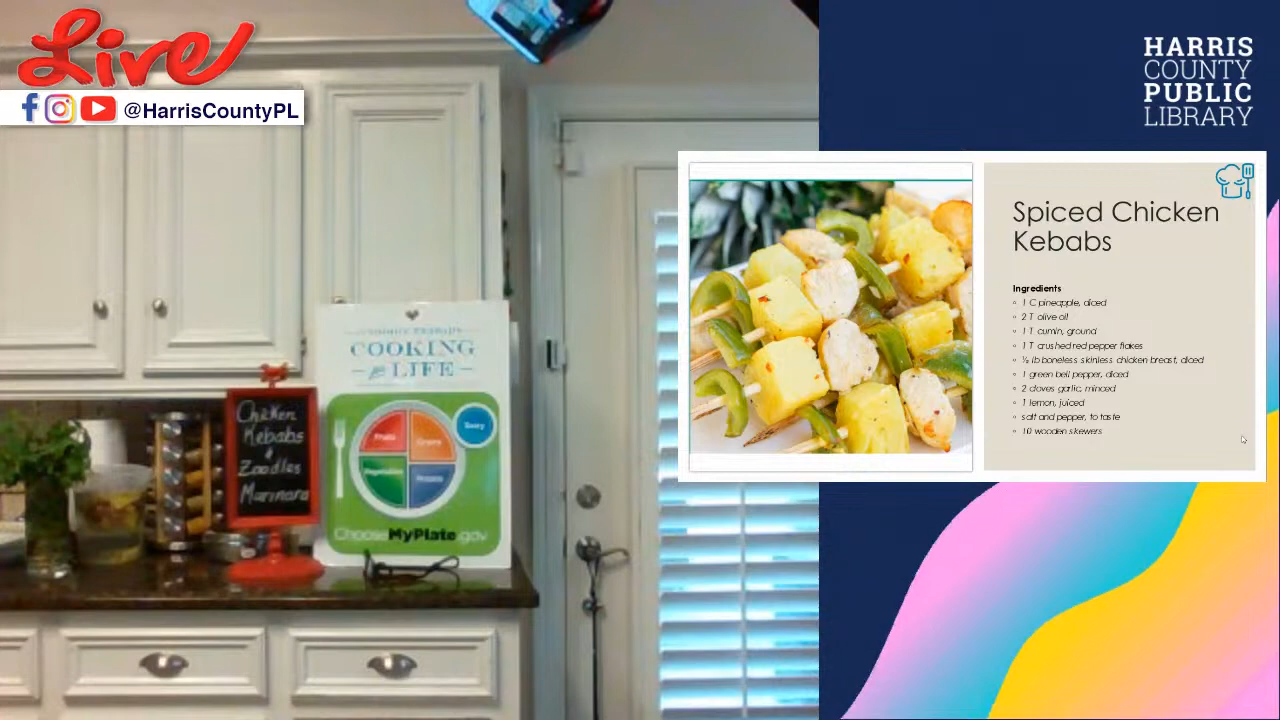 Live
@HarrisCountyPL
HARRIS
COUNTY
PUBLIC
LIBRARY
Spiced Chicken
Kebabs
Ingredients
1 C pineapple, diced
2 T olive oil
1 T cumin, ground
1 T crushed red pepper flakes
½ lb boneless skinless chicken breast, diced
1 green bell pepper, diced
2 cloves garlic, minced
1 lemon, juiced
salt and pepper, to taste
10 wooden skewers
COOKING
for LIFE
Fruits
Grains
Dairy
Vegetables
Protein
ChooseMyPlate.gov
Chicken
Kebabs
&
Zoodles
Marinara